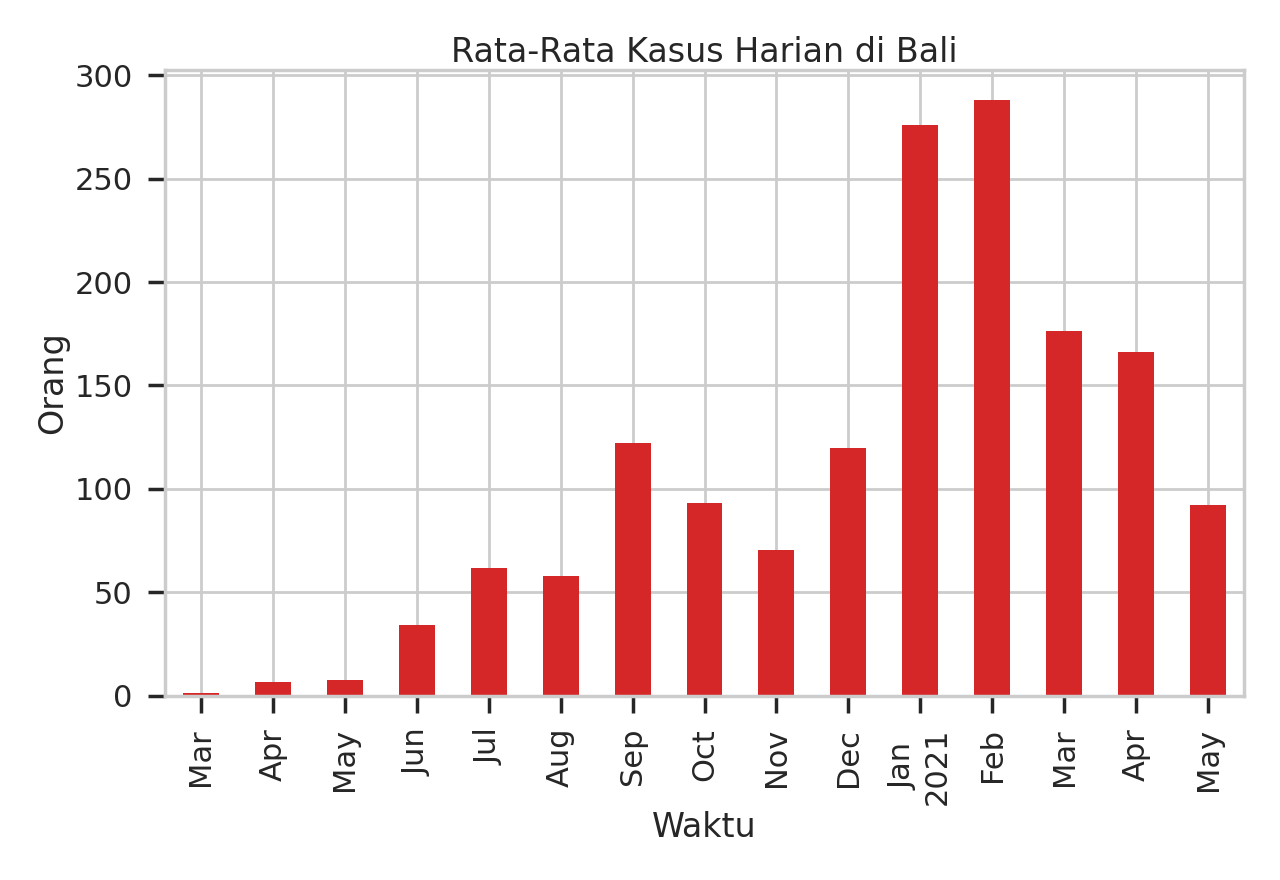 Rata-Rata Kasus Harian di Bali
300
250
200
150
100
50
0
Orang
Mar
Apr
May
Jun
Jul
Aug
Sep
Oct
Nov
Dec
Jan
2021
Feb
Mar
Apr
May
Waktu